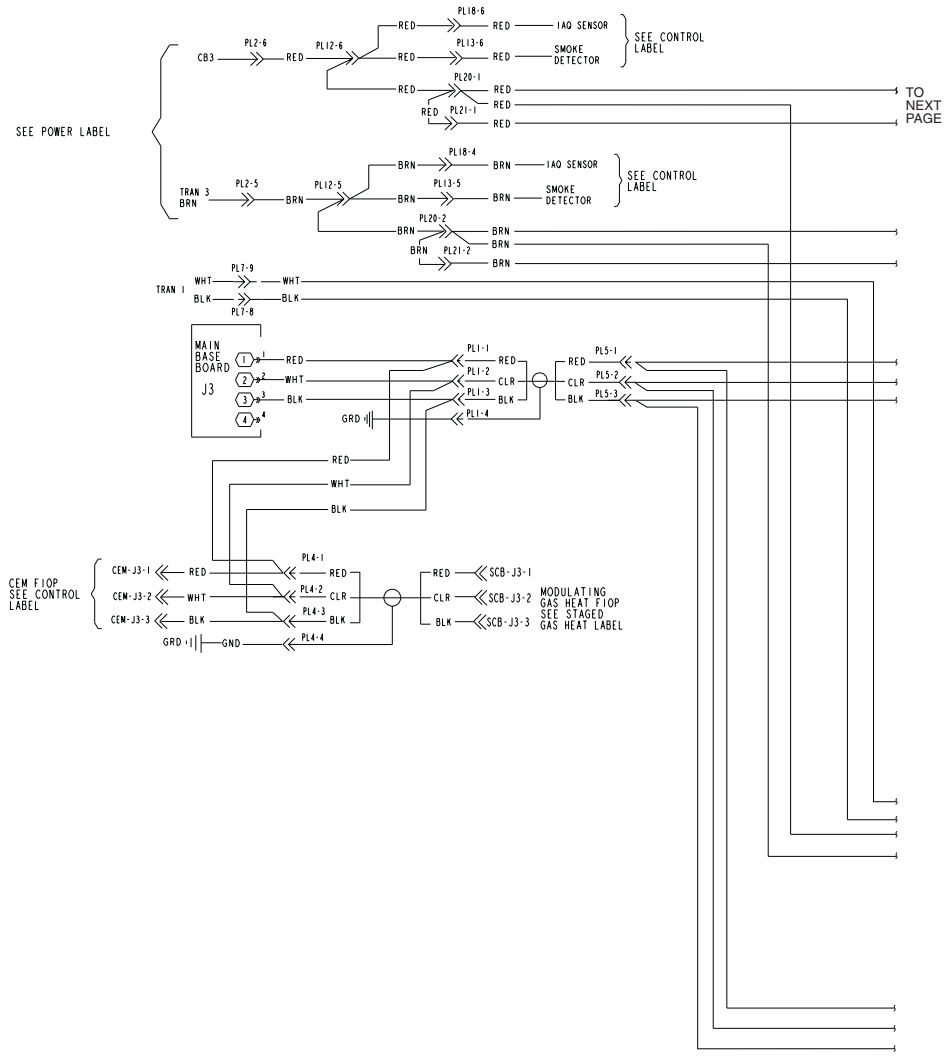 PL18-6
RED
RED
IAQ SENSOR
SEE CONTROL
LABEL
CB3
PL2-6
RED
PL12-6
RED
PL13-6
RED
SMOKE
DETECTOR
RED
PL20-1
RED
RED
RED
PL21-1
RED
TO
NEXT
PAGE
SEE POWER LABEL
PL18-4
BRN
BRN
IAQ SENSOR
SEE CONTROL
LABEL
TRAN 3
BRN
PL2-5
BRN
PL12-5
BRN
PL13-5
BRN
SMOKE
DETECTOR
PL20-2
BRN
BRN
BRN
BRN
PL21-2
BRN
TRAN 1
WHT
PL7-9
WHT
BLK
PL7-8
BLK
MAIN
BASE
BOARD
J3
1
1
RED
PL1-1
RED
RED
PL5-1
2
2
WHT
PL1-2
CLR
CLR
PL5-2
3
3
BLK
PL1-3
BLK
BLK
PL5-3
4
4
GRD
PL1-4
RED
WHT
BLK
CEM FIOP
SEE CONTROL
LABEL
CEM-J3-1
RED
PL4-1
RED
RED
SCB-J3-1
CEM-J3-2
WHT
PL4-2
CLR
CLR
SCB-J3-2
CEM-J3-3
BLK
PL4-3
BLK
BLK
SCB-J3-3
MODULATING
GAS HEAT FIOP
SEE STAGED
GAS HEAT LABEL
GRD
GND
PL4-4